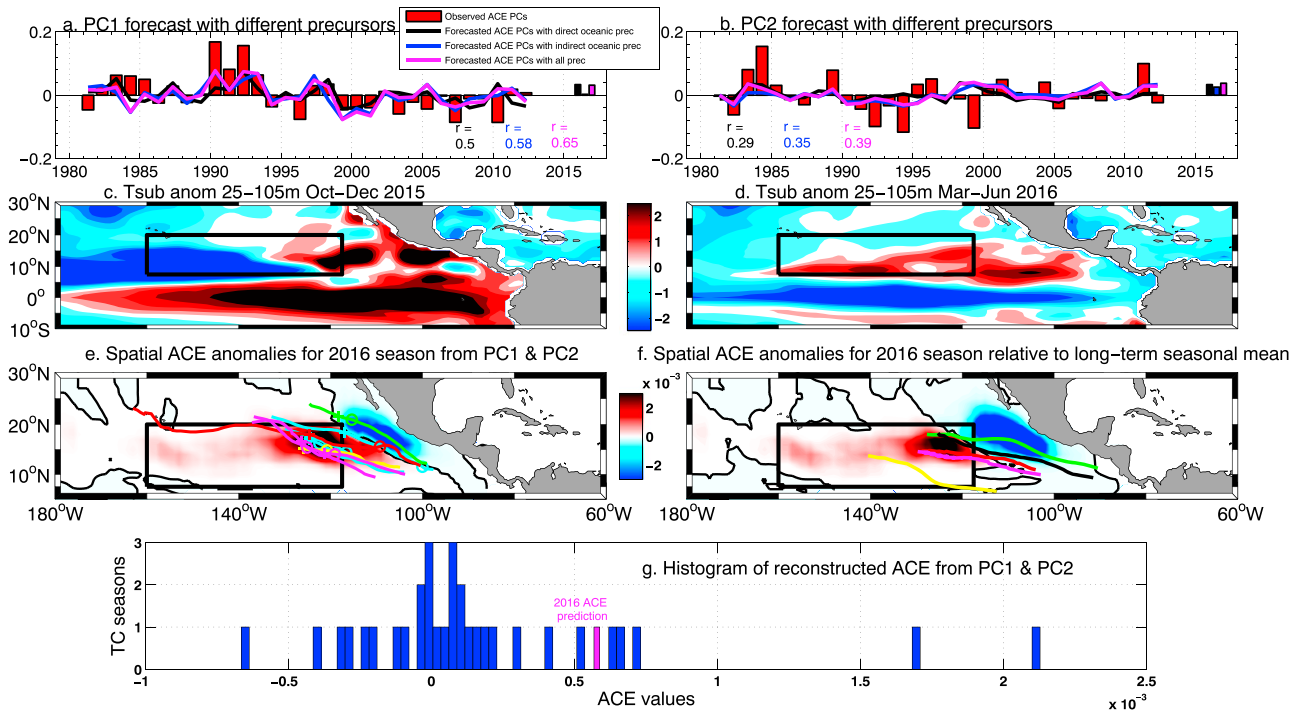 a. PC1 forecast with different precursors
Observed ACE PCs
Forecasted ACE PCs with direct oceanic prec
Forecasted ACE PCs with indirect oceanic prec
Forecasted ACE PCs with all prec
b. PC2 forecast with different precursors
0.2
0
−0.2
r =
0.5
r =
0.58
r =
0.65
1980 1985 1990 1995 2000 2005 2010 2015
0.2
0
−0.2
r =
0.29
r =
0.35
r =
0.39
1980 1985 1990 1995 2000 2005 2010 2015
c. Tsub anom 25−105m Oct−Dec 2015
30°N
20°N
10°N
0°
10°S
2
1
0
−1
−2
d. Tsub anom 25−105m Mar−Jun 2016
e. Spatial ACE anomalies for 2016 season from PC1 & PC2
30°N
20°N
10°N
180°W 140°W 100°W 60°W
x 10⁻³
2
0
−2
f. Spatial ACE anomalies for 2016 season relative to long−term seasonal mean
180°W 140°W 100°W 60°W
g. Histogram of reconstructed ACE from PC1 & PC2
TC seasons
3
2
1
0
2016 ACE
prediction
−1 −0.5 0 0.5 1 1.5 2 2.5
ACE values
x 10⁻³